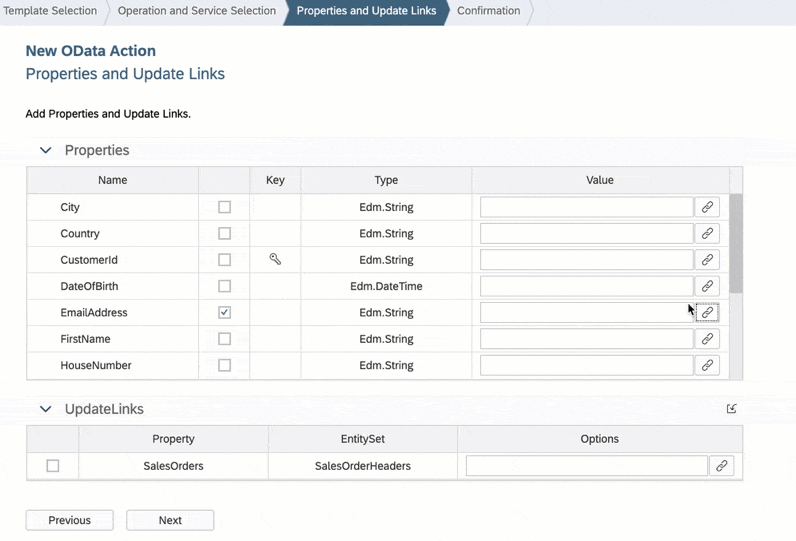 Template Selection Operation and Service Selection Properties and Update Links Confirmation
New OData Action
Properties and Update Links
Add Properties and Update Links.
Properties
Name Key Type Value
City Edm.String
Country Edm.String
CustomerId Edm.String
DateOfBirth Edm.DateTime
EmailAddress Edm.String
FirstName Edm.String
HouseNumber Edm.String
UpdateLinks
Property EntitySet Options
SalesOrders SalesOrderHeaders
Previous Next